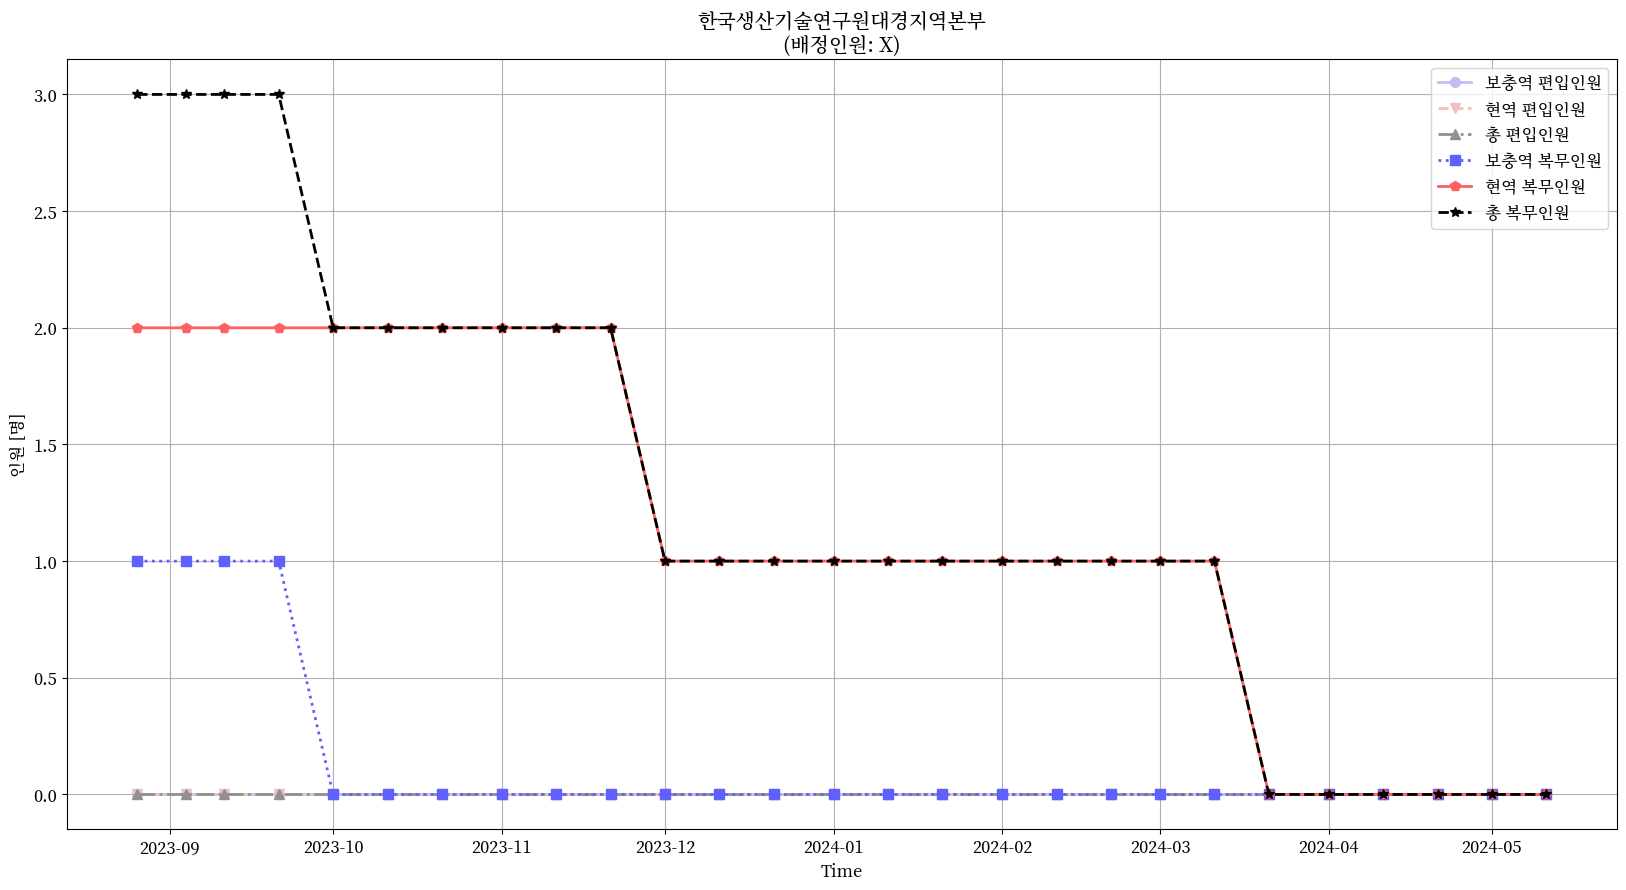 한국생산기술연구원대경지역본부
(배정인원: X)
인원 [명]
3.0
2.5
2.0
1.5
1.0
0.5
0.0
보충역 편입인원
현역 편입인원
총 편입인원
보충역 복무인원
현역 복무인원
총 복무인원
2023-09
2023-10
2023-11
2023-12
2024-01
2024-02
2024-03
2024-04
2024-05
Time